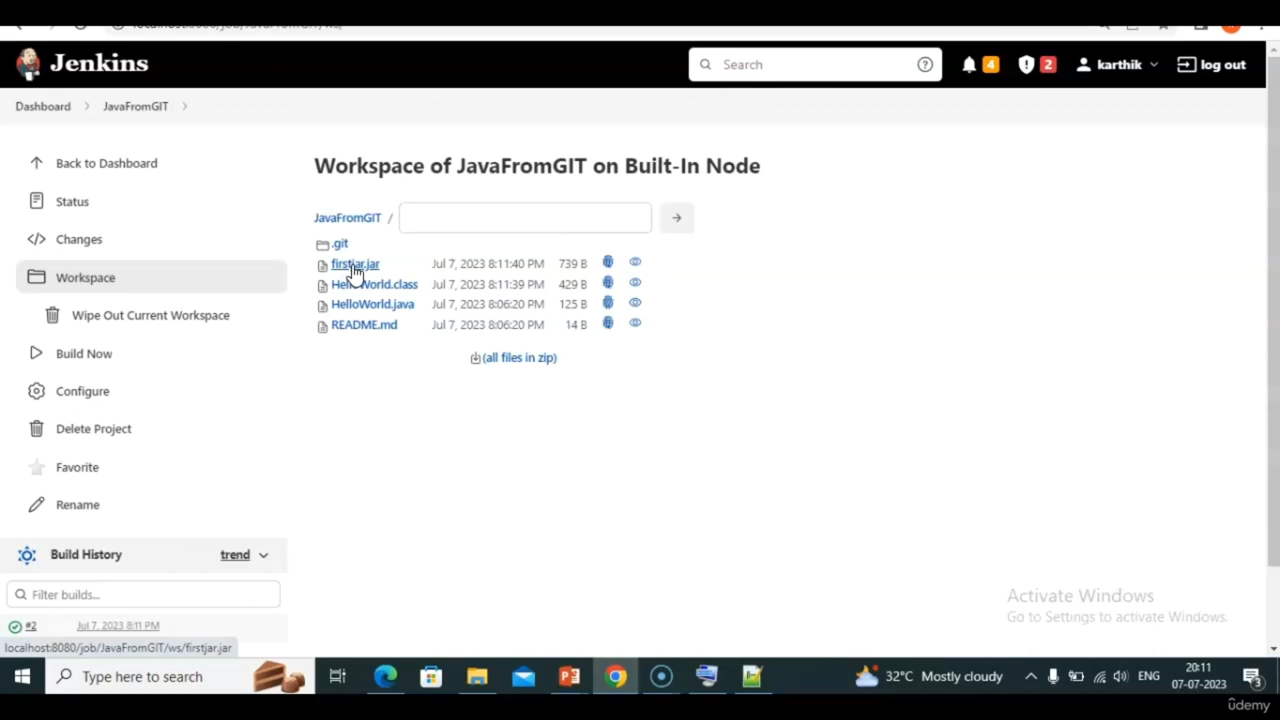 Jenkins
Search
4
2
karthik
log out
Dashboard
JavaFromGIT
Back to Dashboard
Status
Changes
Workspace
Wipe Out Current Workspace
Build Now
Configure
Delete Project
Favorite
Rename
Build History
trend
Filter builds...
#2 Jul 7, 2023 8:11 PM
localhost:8080/job/JavaFromGIT/ws/firstjar.jar
Workspace of JavaFromGIT on Built-In Node
JavaFromGIT /
.git
firstjar.jar Jul 7, 2023 8:11:40 PM 739 B
HelloWorld.class Jul 7, 2023 8:11:39 PM 429 B
HelloWorld.java Jul 7, 2023 8:06:20 PM 125 B
README.md Jul 7, 2023 8:06:20 PM 14 B
(all files in zip)
Activate Windows
Go to Settings to activate Windows.
Type here to search
32°C Mostly cloudy
ENG
20:11
07-07-2023
3
ûdemy